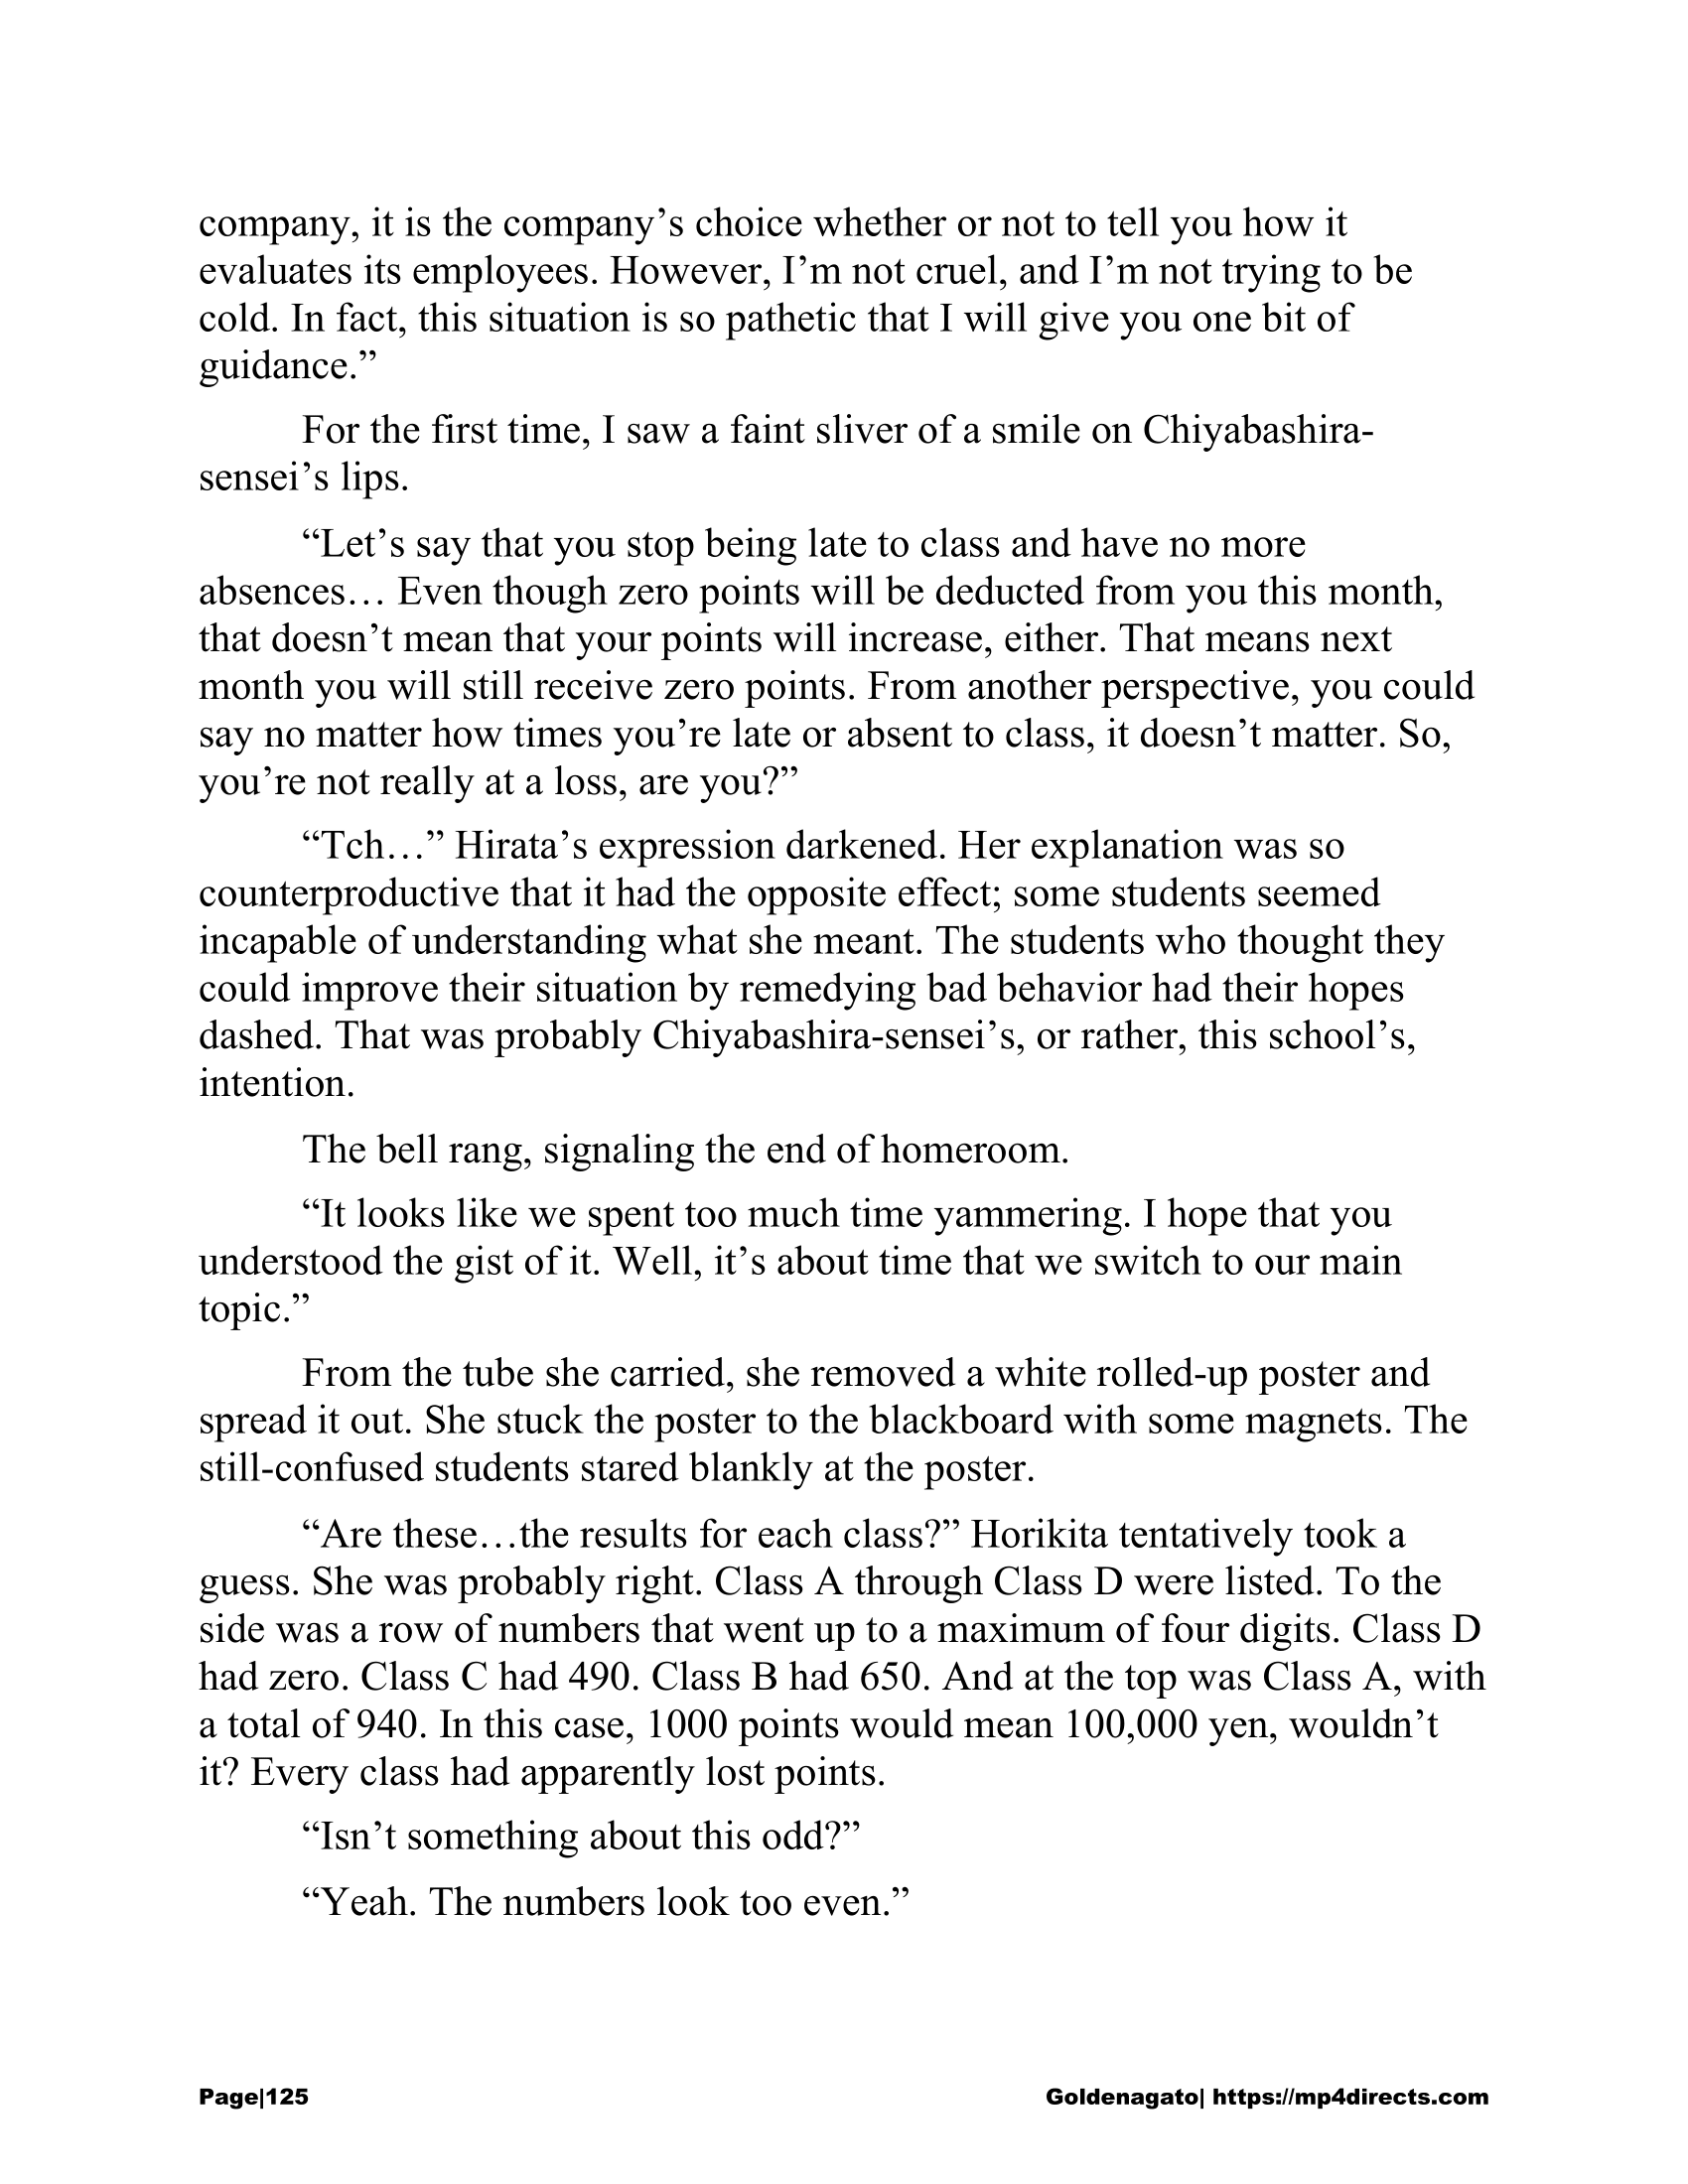 company, it is the company’s choice whether or not to tell you how it
evaluates its employees. However, I’m not cruel, and I’m not trying to be
cold. In fact, this situation is so pathetic that I will give you one bit of
guidance.”
For the first time, I saw a faint sliver of a smile on Chiyabashira-
sensei’s lips.
“Let’s say that you stop being late to class and have no more
absences… Even though zero points will be deducted from you this month,
that doesn’t mean that your points will increase, either. That means next
month you will still receive zero points. From another perspective, you could
say no matter how times you’re late or absent to class, it doesn’t matter. So,
you’re not really at a loss, are you?”
“Tch…” Hirata’s expression darkened. Her explanation was so
counterproductive that it had the opposite effect; some students seemed
incapable of understanding what she meant. The students who thought they
could improve their situation by remedying bad behavior had their hopes
dashed. That was probably Chiyabashira-sensei’s, or rather, this school’s,
intention.
The bell rang, signaling the end of homeroom.
“It looks like we spent too much time yammering. I hope that you
understood the gist of it. Well, it’s about time that we switch to our main
topic.”
From the tube she carried, she removed a white rolled-up poster and
spread it out. She stuck the poster to the blackboard with some magnets. The
still-confused students stared blankly at the poster.
“Are these…the results for each class?” Horikita tentatively took a
guess. She was probably right. Class A through Class D were listed. To the
side was a row of numbers that went up to a maximum of four digits. Class D
had zero. Class C had 490. Class B had 650. And at the top was Class A, with
a total of 940. In this case, 1000 points would mean 100,000 yen, wouldn’t
it? Every class had apparently lost points.
“Isn’t something about this odd?”
“Yeah. The numbers look too even.”
Page|125 Goldenagato| https://mp4directs.com